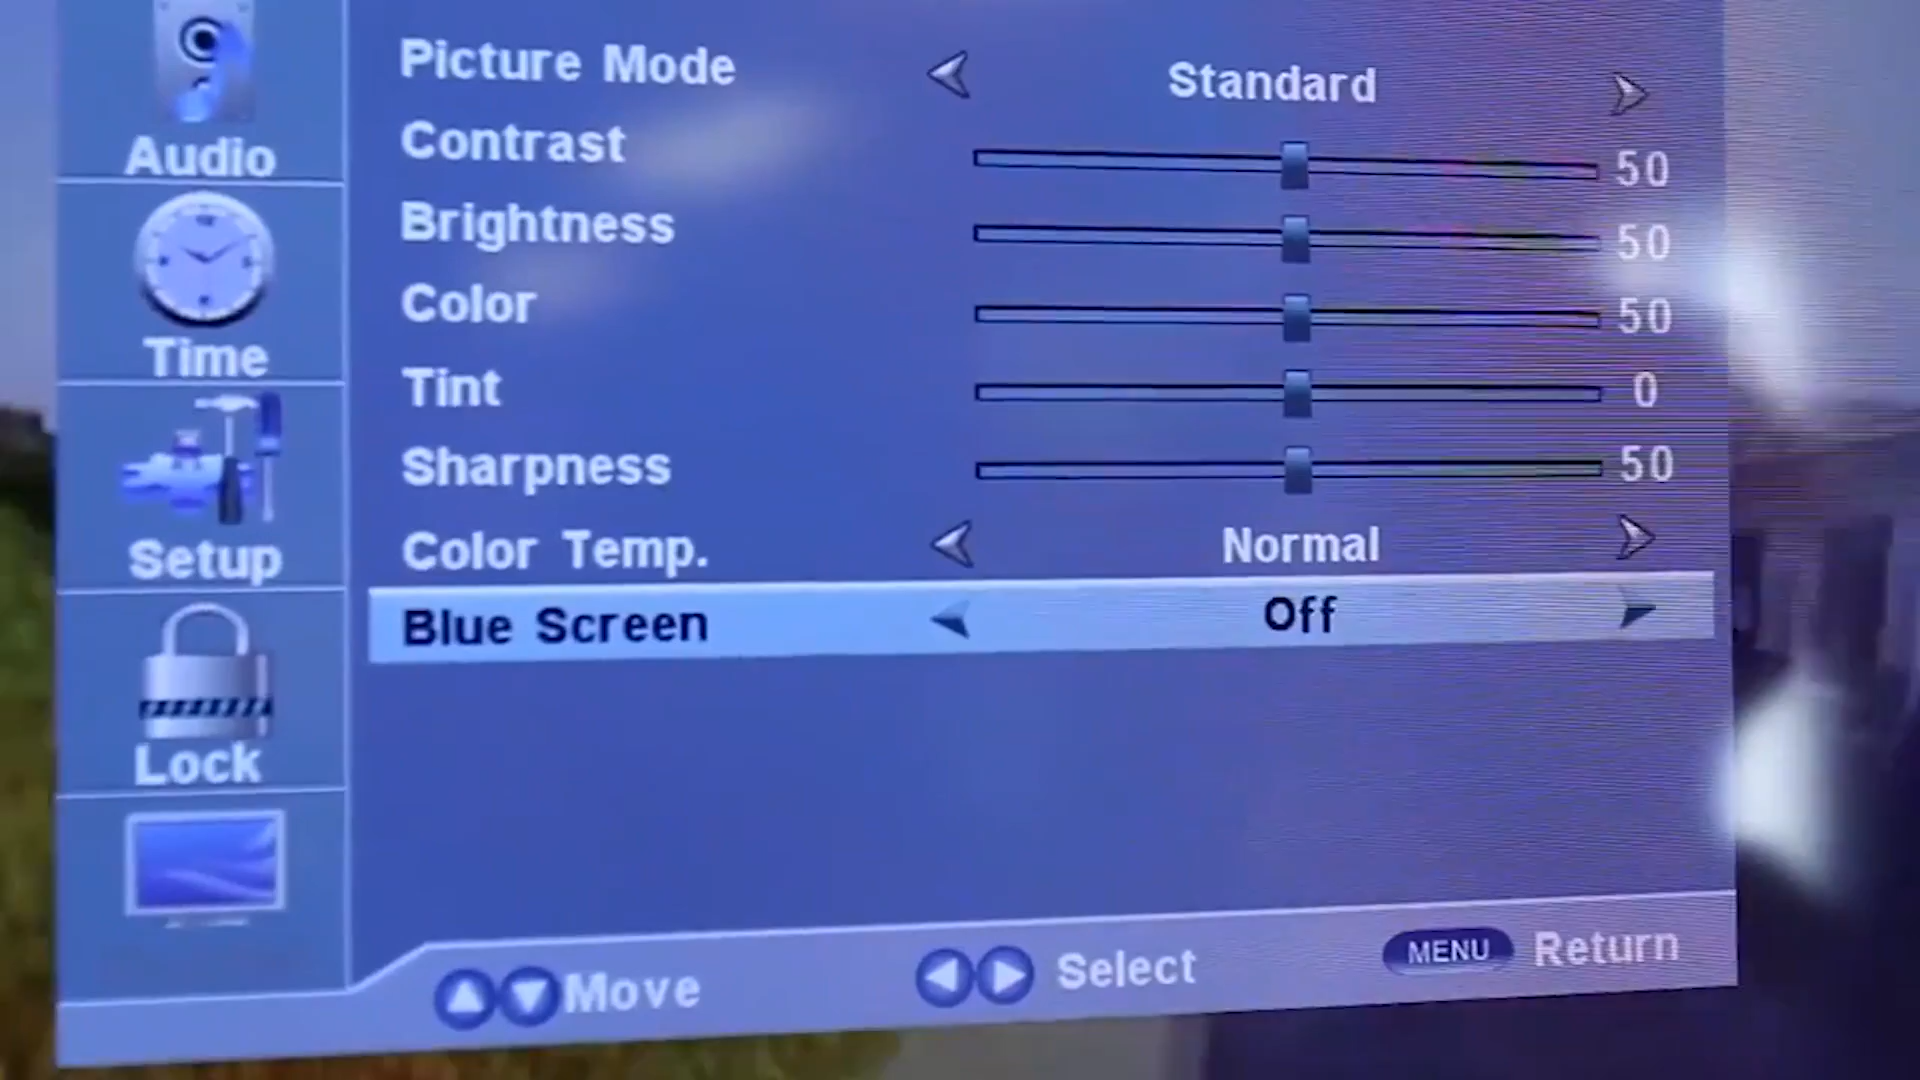 Audio
Time
Setup
Lock
Picture Mode Standard
Contrast 50
Brightness 50
Color 50
Tint 0
Sharpness 50
Color Temp. Normal
Blue Screen Off
Move Select MENU Return